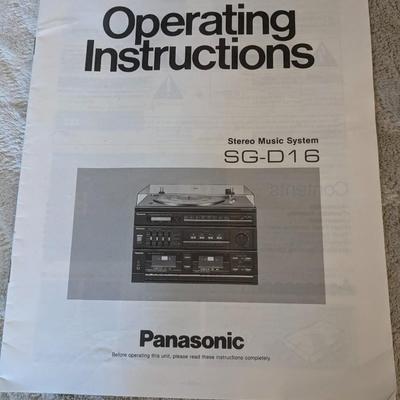 Operating
Instructions
Stereo Music System
SG-D16
Panasonic
Before operating this unit, please read these instructions completely.